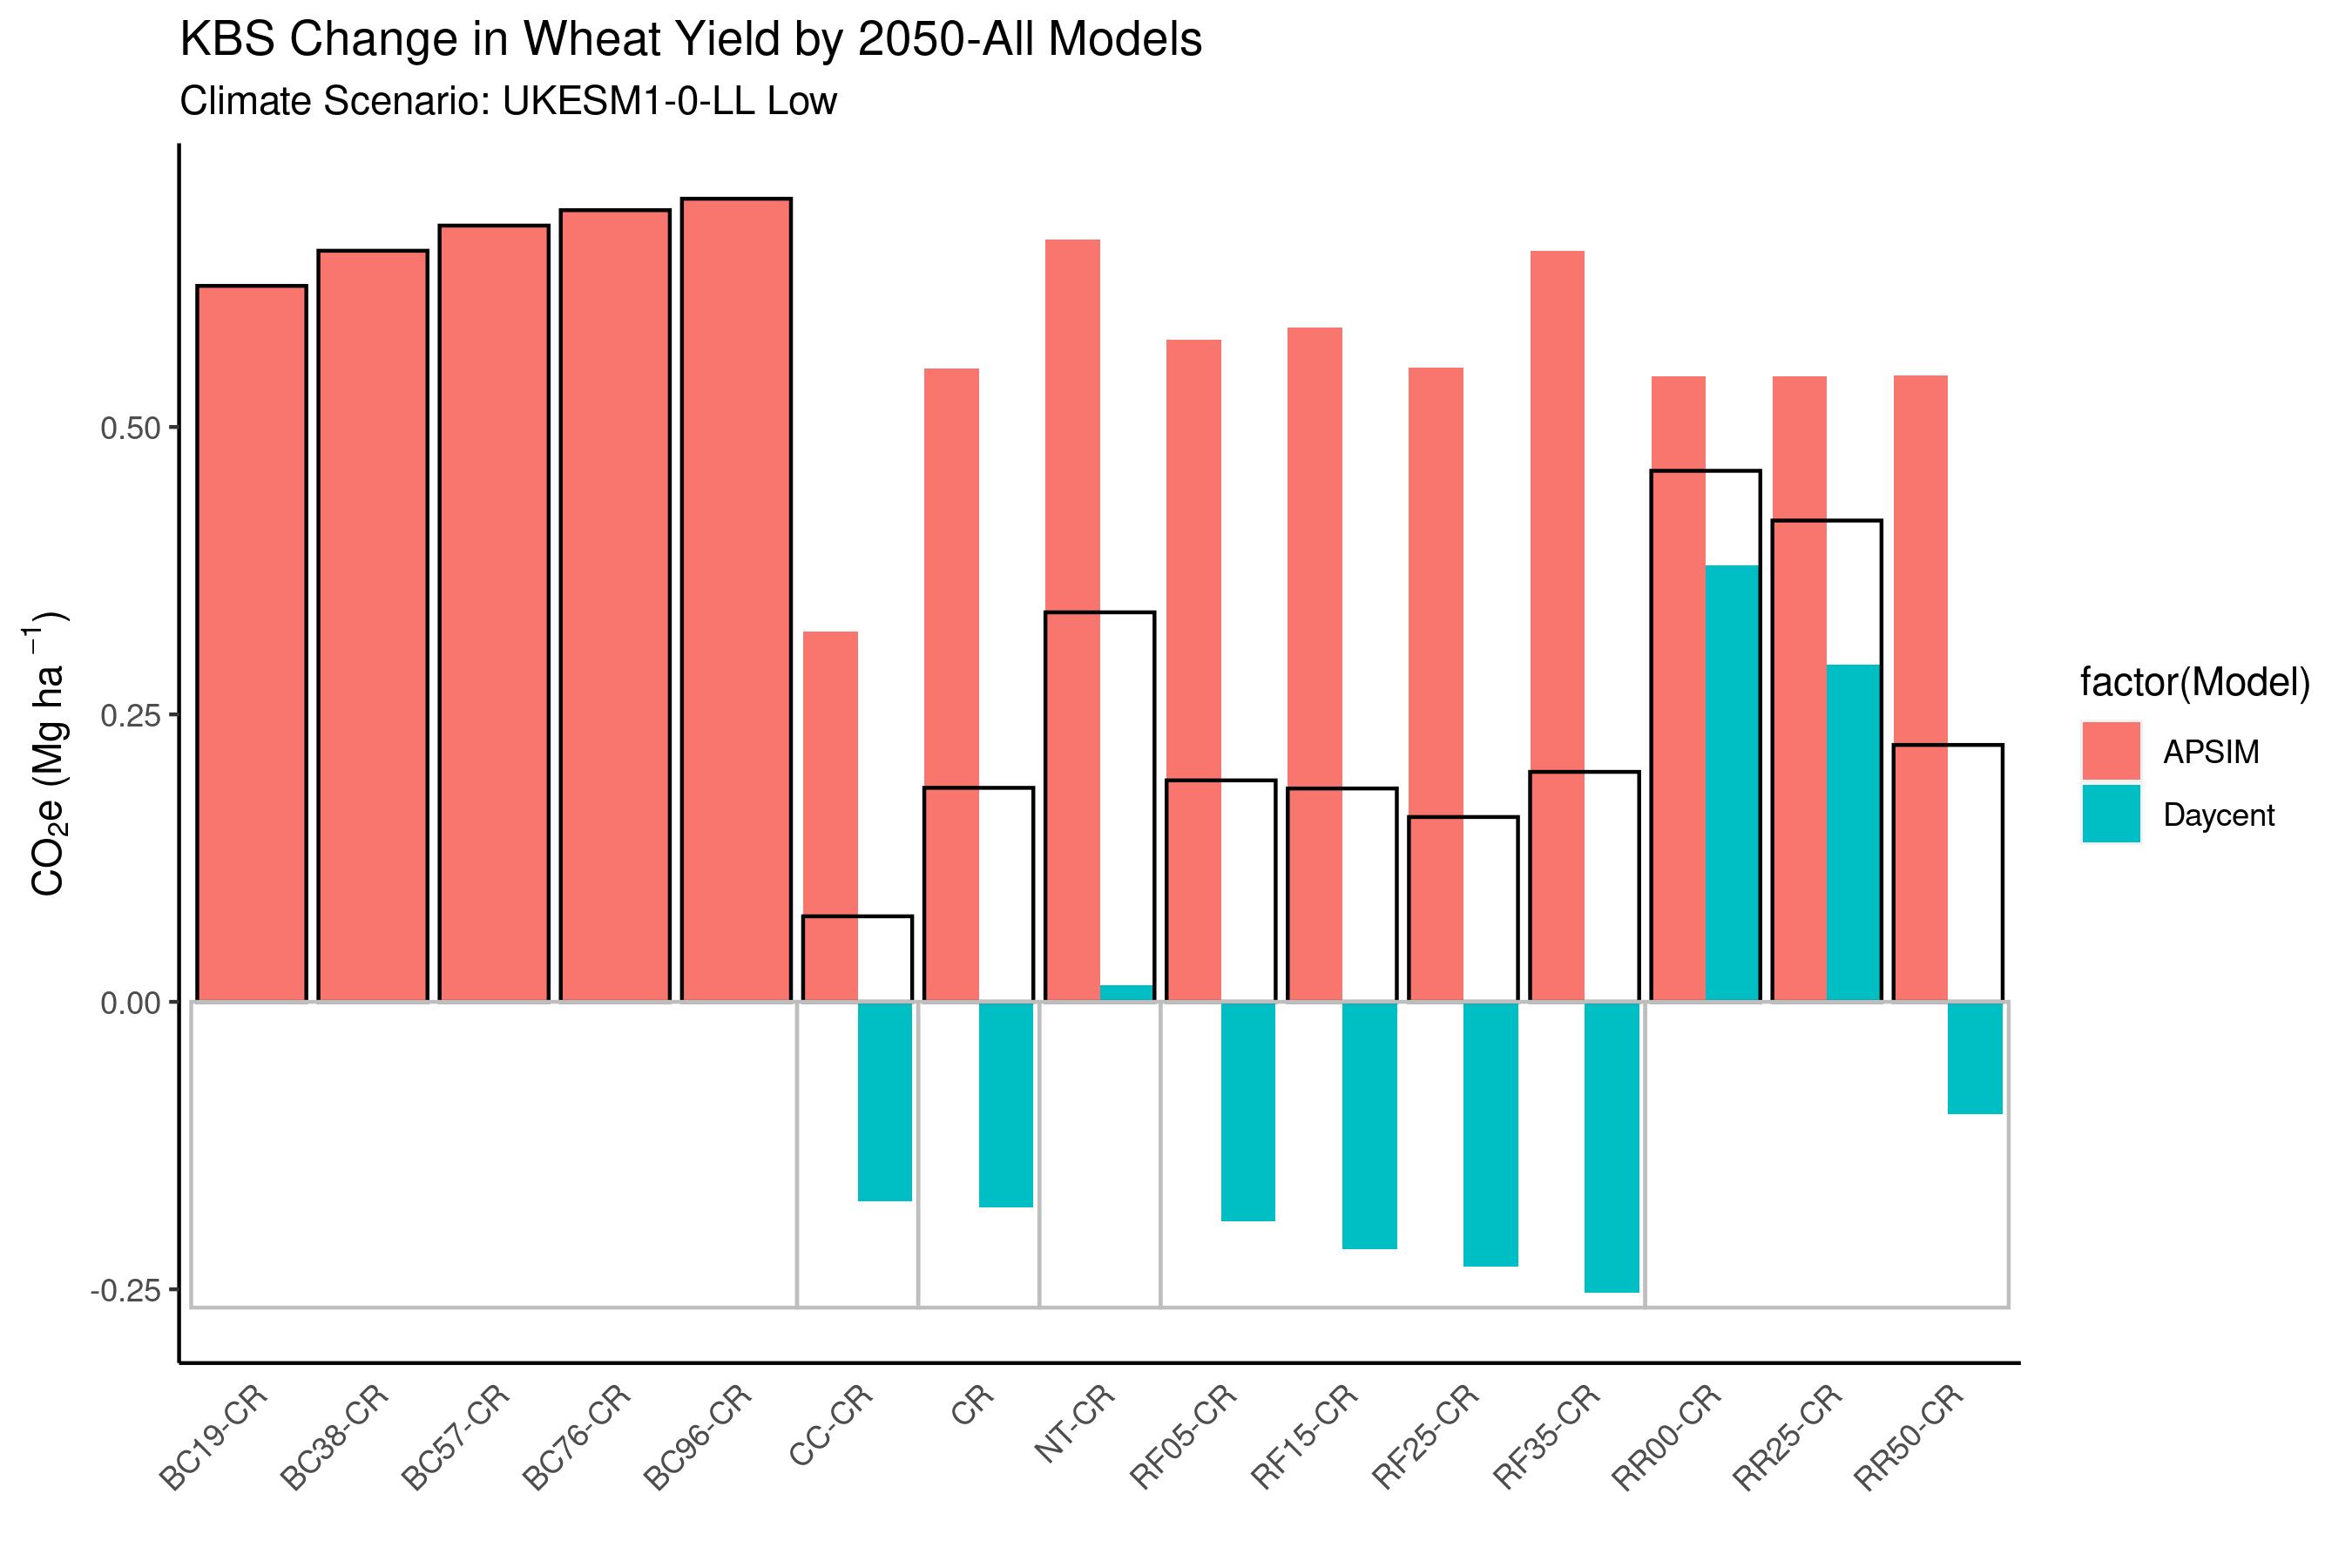 KBS Change in Wheat Yield by 2050-All Models
Climate Scenario: UKESM1-0-LL Low
CO₂e (Mg ha ⁻¹)
0.50
0.25
0.00
-0.25
BC19-CR
BC38-CR
BC57-CR
BC76-CR
BC96-CR
CC-CR
CR
NT-CR
RF05-CR
RF15-CR
RF25-CR
RF35-CR
RR00-CR
RR25-CR
RR50-CR
factor(Model)
APSIM
Daycent